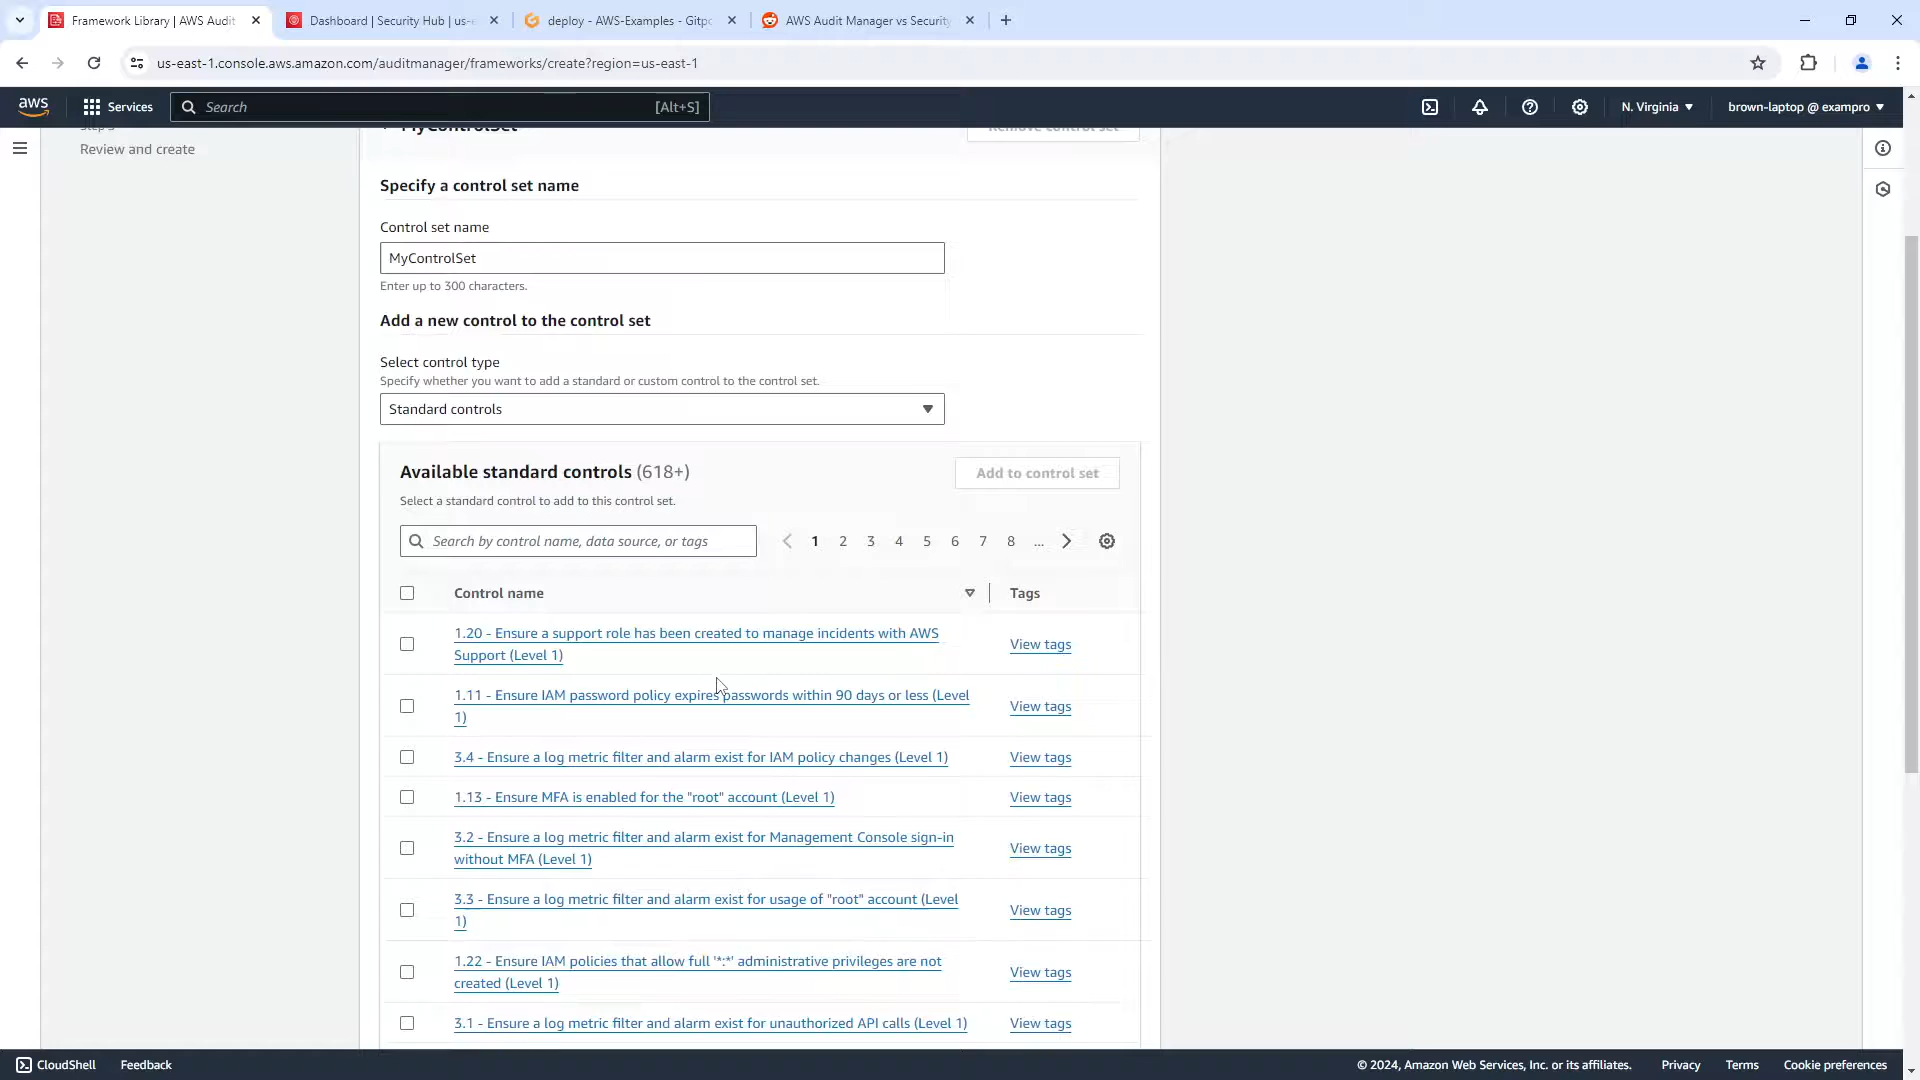 Framework Library | AWS Audit
Dashboard | Security Hub | us-e
deploy - AWS-Examples - Gitpo
AWS Audit Manager vs Security
us-east-1.console.aws.amazon.com/auditmanager/frameworks/create?region=us-east-1
aws
Services
Search
[Alt+S]
N. Virginia
brown-laptop @ exampro
Review and create
MyControlSet
Remove control set
Specify a control set name
Control set name
MyControlSet
Enter up to 300 characters.
Add a new control to the control set
Select control type
Specify whether you want to add a standard or custom control to the control set.
Standard controls
Available standard controls (618+)
Add to control set
Select a standard control to add to this control set.
Search by control name, data source, or tags
1 2 3 4 5 6 7 8 ...
Control name
Tags
1.20 - Ensure a support role has been created to manage incidents with AWS
Support (Level 1)
View tags
1.11 - Ensure IAM password policy expires passwords within 90 days or less (Level
1)
View tags
3.4 - Ensure a log metric filter and alarm exist for IAM policy changes (Level 1)
View tags
1.13 - Ensure MFA is enabled for the "root" account (Level 1)
View tags
3.2 - Ensure a log metric filter and alarm exist for Management Console sign-in
without MFA (Level 1)
View tags
3.3 - Ensure a log metric filter and alarm exist for usage of "root" account (Level
1)
View tags
1.22 - Ensure IAM policies that allow full '*:*' administrative privileges are not
created (Level 1)
View tags
3.1 - Ensure a log metric filter and alarm exist for unauthorized API calls (Level 1)
View tags
CloudShell
Feedback
© 2024, Amazon Web Services, Inc. or its affiliates.
Privacy
Terms
Cookie preferences